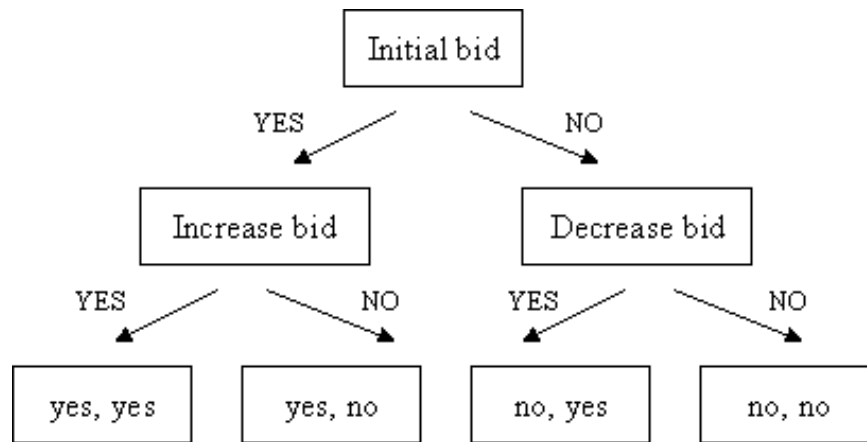 Initial bid
YES
NO
Increase bid
Decrease bid
YES
NO
YES
NO
yes, yes
yes, no
no, yes
no, no